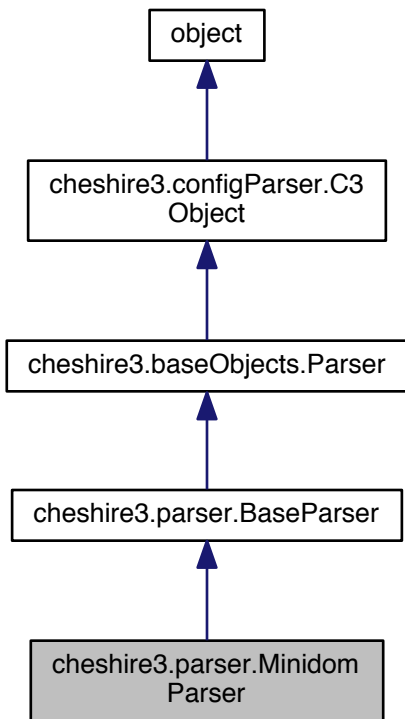 object
cheshire3.configParser.C3
Object
cheshire3.baseObjects.Parser
cheshire3.parser.BaseParser
cheshire3.parser.Minidom
Parser